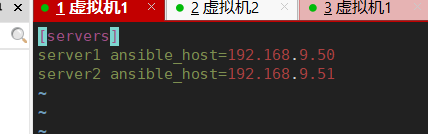 1 虚拟机1
2 虚拟机2
3 虚拟机1
[servers]
server1 ansible_host=192.168.9.50
server2 ansible_host=192.168.9.51
~
~
~